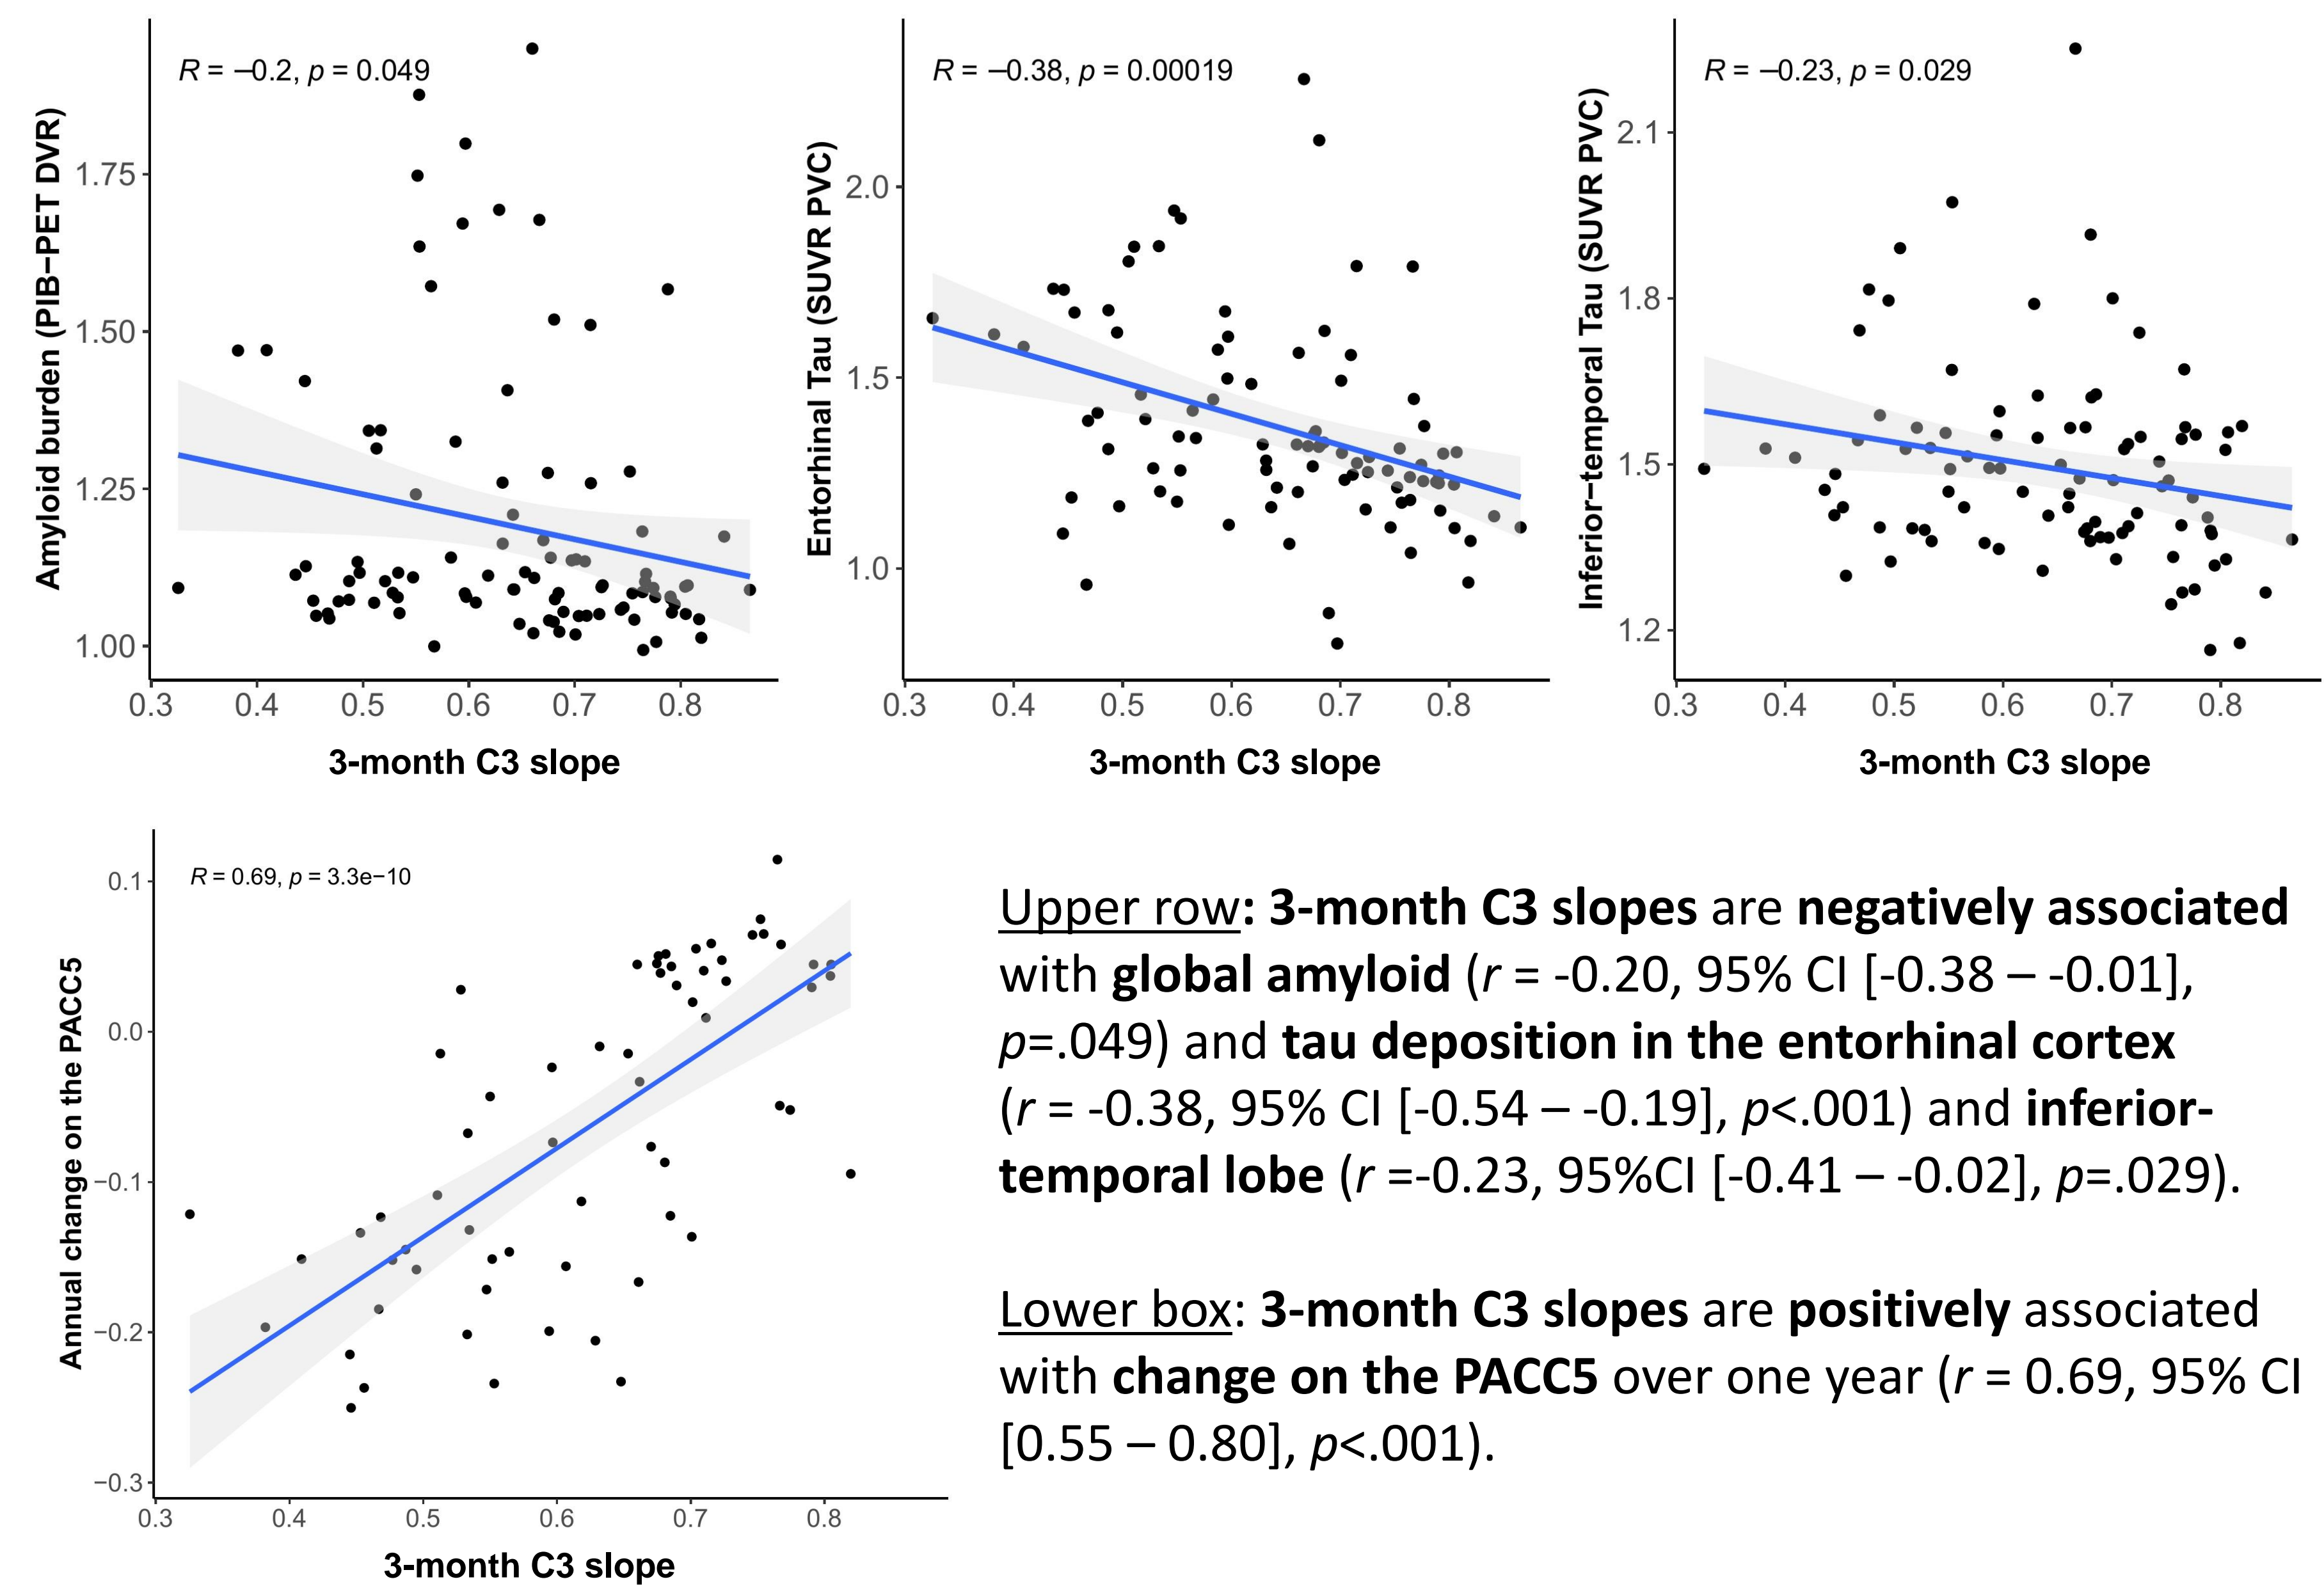 R = −0.2, p = 0.049
Amyloid burden (PIB−PET DVR)
1.75
1.50
1.25
1.00
0.3 0.4 0.5 0.6 0.7 0.8
3-month C3 slope
R = −0.38, p = 0.00019
Entorhinal Tau (SUVR PVC)
2.0
1.5
1.0
0.3 0.4 0.5 0.6 0.7 0.8
3-month C3 slope
R = −0.23, p = 0.029
Inferior−temporal Tau (SUVR PVC)
2.1
1.8
1.5
1.2
0.3 0.4 0.5 0.6 0.7 0.8
3-month C3 slope
R = 0.69, p = 3.3e−10
Annual change on the PACC5
0.1
0.0
−0.1
−0.2
−0.3
0.3 0.4 0.5 0.6 0.7 0.8
3-month C3 slope
Upper row: 3-month C3 slopes are negatively associated
with global amyloid (r = -0.20, 95% CI [-0.38 – -0.01],
p=.049) and tau deposition in the entorhinal cortex
(r = -0.38, 95% CI [-0.54 – -0.19], p<.001) and inferior-
temporal lobe (r =-0.23, 95%CI [-0.41 – -0.02], p=.029).
Lower box: 3-month C3 slopes are positively associated
with change on the PACC5 over one year (r = 0.69, 95% CI
[0.55 – 0.80], p<.001).